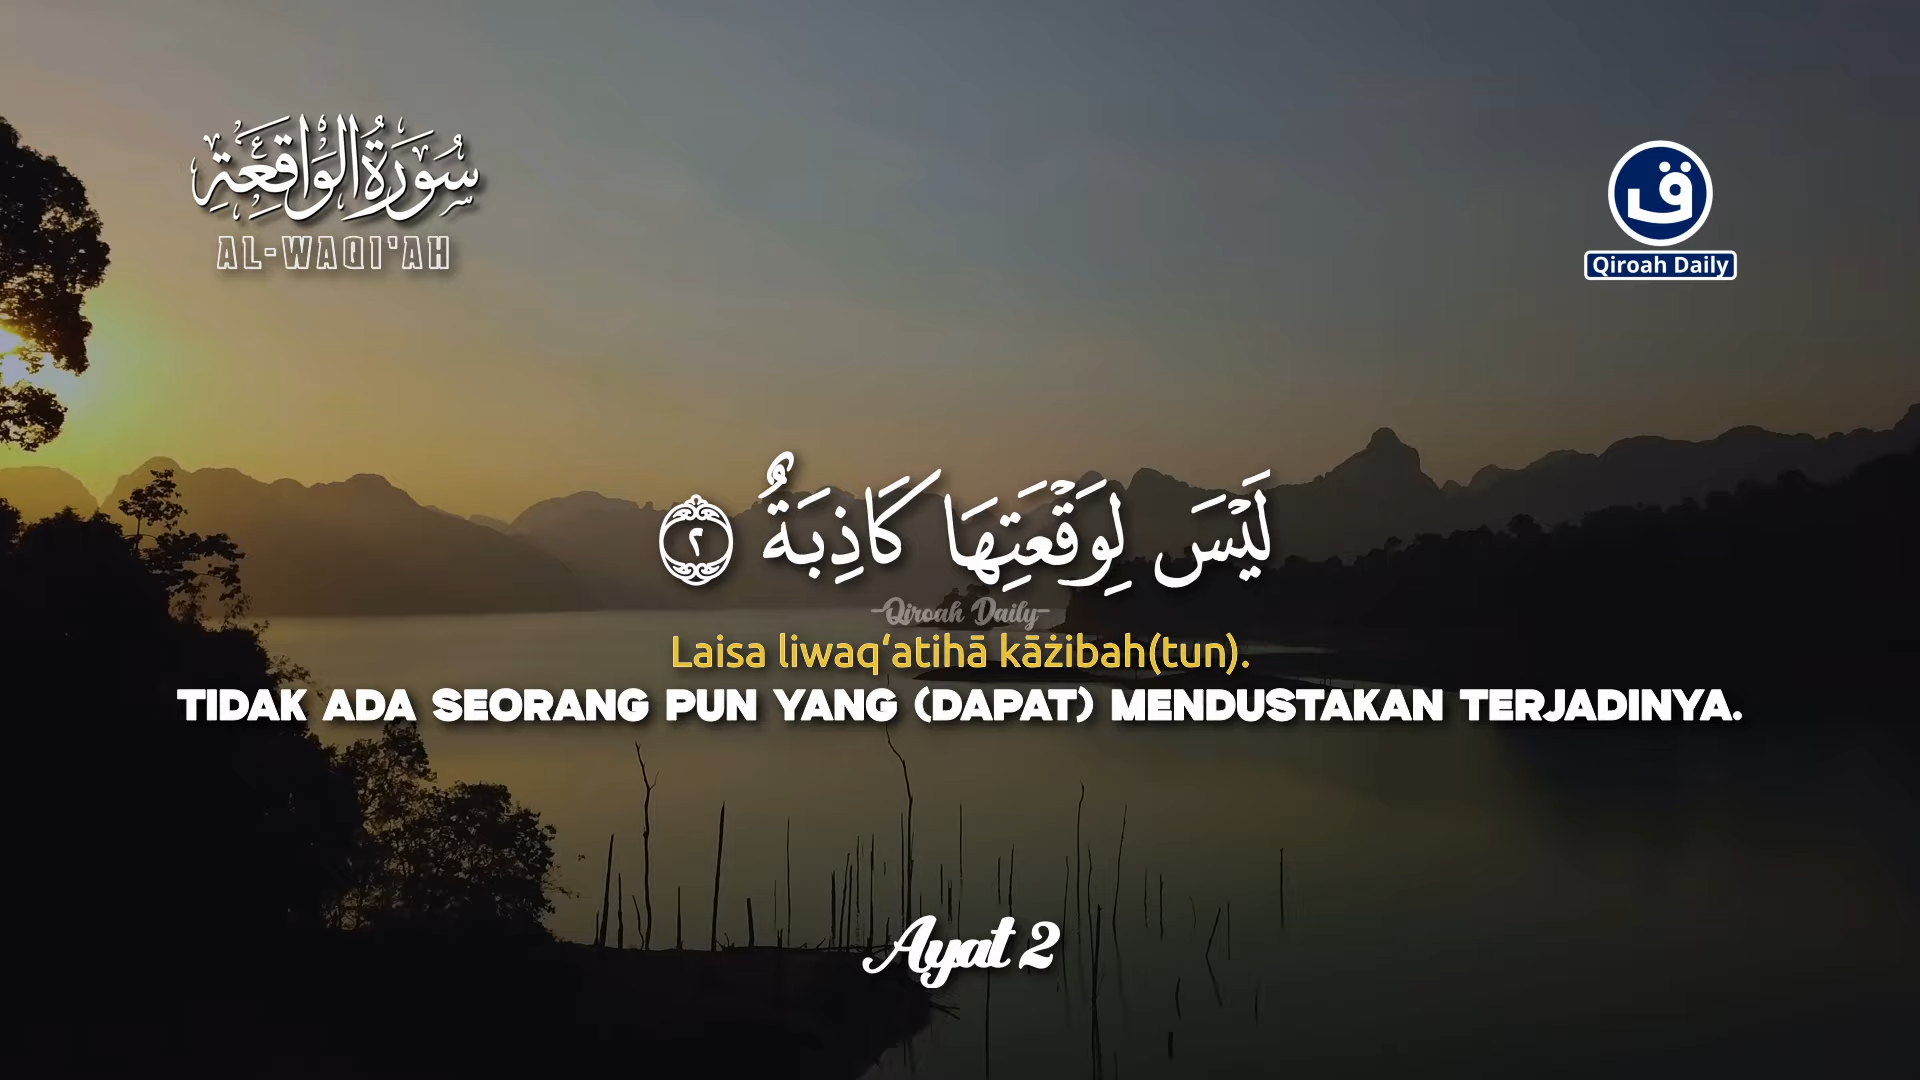 سُورَةُ الْوَاقِعَةِ
AL-WAQI'AH
ق
Qiroah Daily
لَيْسَ لِوَقْعَتِهَا كَاذِبَةٌ ۝٢
-Qiroah Daily-
Laisa liwaq‘atihā kāżibah(tun).
TIDAK ADA SEORANG PUN YANG (DAPAT) MENDUSTAKAN TERJADINYA.
Ayat 2